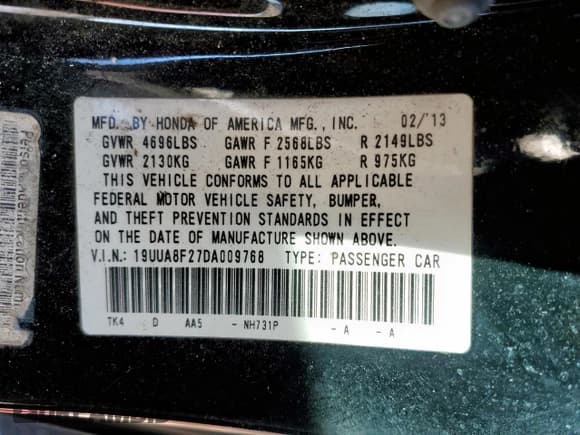 MFD. BY HONDA OF AMERICA MFG., INC. 02/'13
GVWR 4696LBS GAWR F 2568LBS R 2149LBS
GVWR 2130KG GAWR F 1165KG R 975KG
THIS VEHICLE CONFORMS TO ALL APPLICABLE
FEDERAL MOTOR VEHICLE SAFETY, BUMPER,
AND THEFT PREVENTION STANDARDS IN EFFECT
ON THE DATE OF MANUFACTURE SHOWN ABOVE.
V.I.N.: 19UUA8F27DA009768 TYPE: PASSENGER CAR
TK4 D AA5 - NH731P - A - A